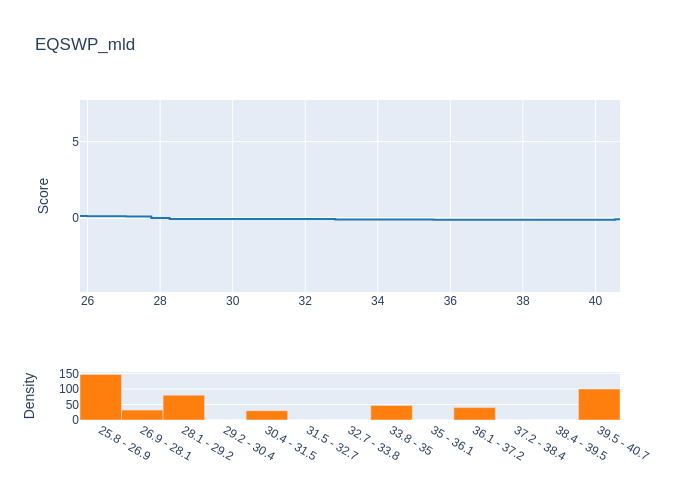 EQSWP_mld
Score
5
0
26 28 30 32 34 36 38 40
Density
150
100
50
0
25.8 - 26.9
26.9 - 28.1
28.1 - 29.2
29.2 - 30.4
30.4 - 31.5
31.5 - 32.7
32.7 - 33.8
33.8 - 35
35 - 36.1
36.1 - 37.2
37.2 - 38.4
38.4 - 39.5
39.5 - 40.7